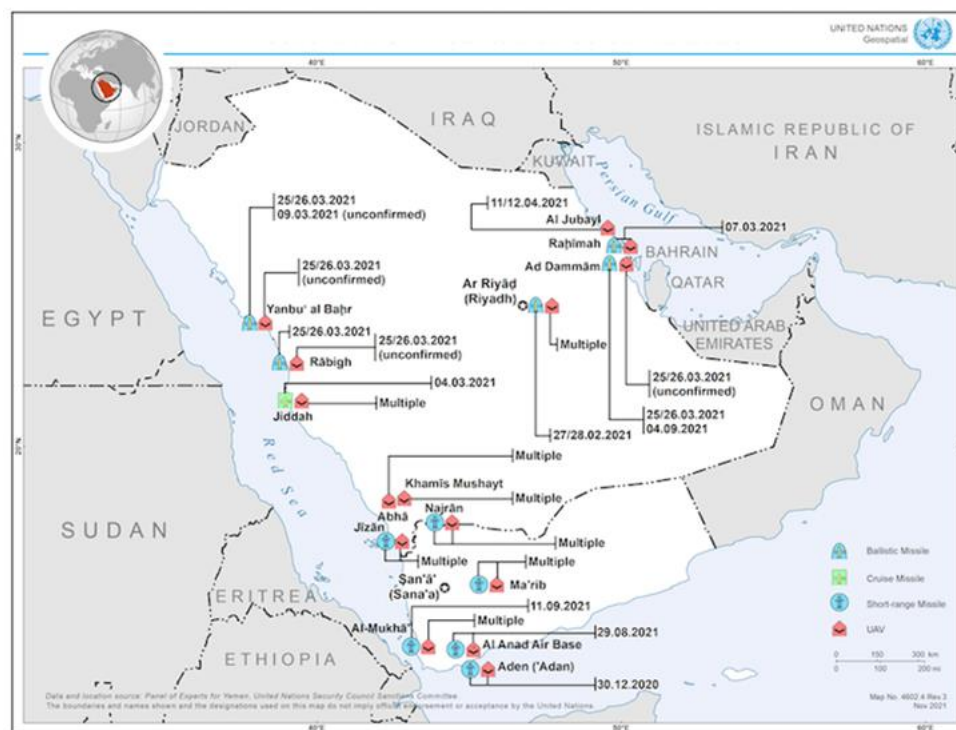 UNITED NATIONS
Geospatial
40°E
50°E
60°E
30°N
20°N
JORDAN
IRAQ
KUWAIT
ISLAMIC REPUBLIC OF
IRAN
Persian Gulf
25/26.03.2021
09.03.2021 (unconfirmed)
11/12.04.2021
Al Jubayl
07.03.2021
Raḥīmah
BAHRAIN
Ad Dammām
QATAR
25/26.03.2021
(unconfirmed)
Ar Riyāḍ
(Riyadh)
EGYPT
Yanbuʻ al Baḥr
UNITED ARAB
EMIRATES
25/26.03.2021
25/26.03.2021
(unconfirmed)
Multiple
Rābigh
04.03.2021
25/26.03.2021
(unconfirmed)
Jiddah
Multiple
OMAN
25/26.03.2021
04.09.2021
27/28.02.2021
Red Sea
Multiple
Khamīs Mushayt
Multiple
Abhā
Najrān
SUDAN
Jīzān
Multiple
Multiple
Multiple
Ballistic Missile
Ṣan'ā'
(Sana'a)
Ma'rib
Cruise Missile
ERITREA
11.09.2021
Short-range Missile
Al-Mukhā'
Multiple
29.08.2021
UAV
Al Anad Air Base
ETHIOPIA
Aden ('Adan)
0 150 300 km
0 100 200 mi
30.12.2020
Data and location source: Panel of Experts for Yemen, United Nations Security Council Sanctions Committee.
The boundaries and names shown and the designations used on this map do not imply official endorsement or acceptance by the United Nations.
Map No. 4602.4 Rev.3
Nov 2021
40°E
50°E